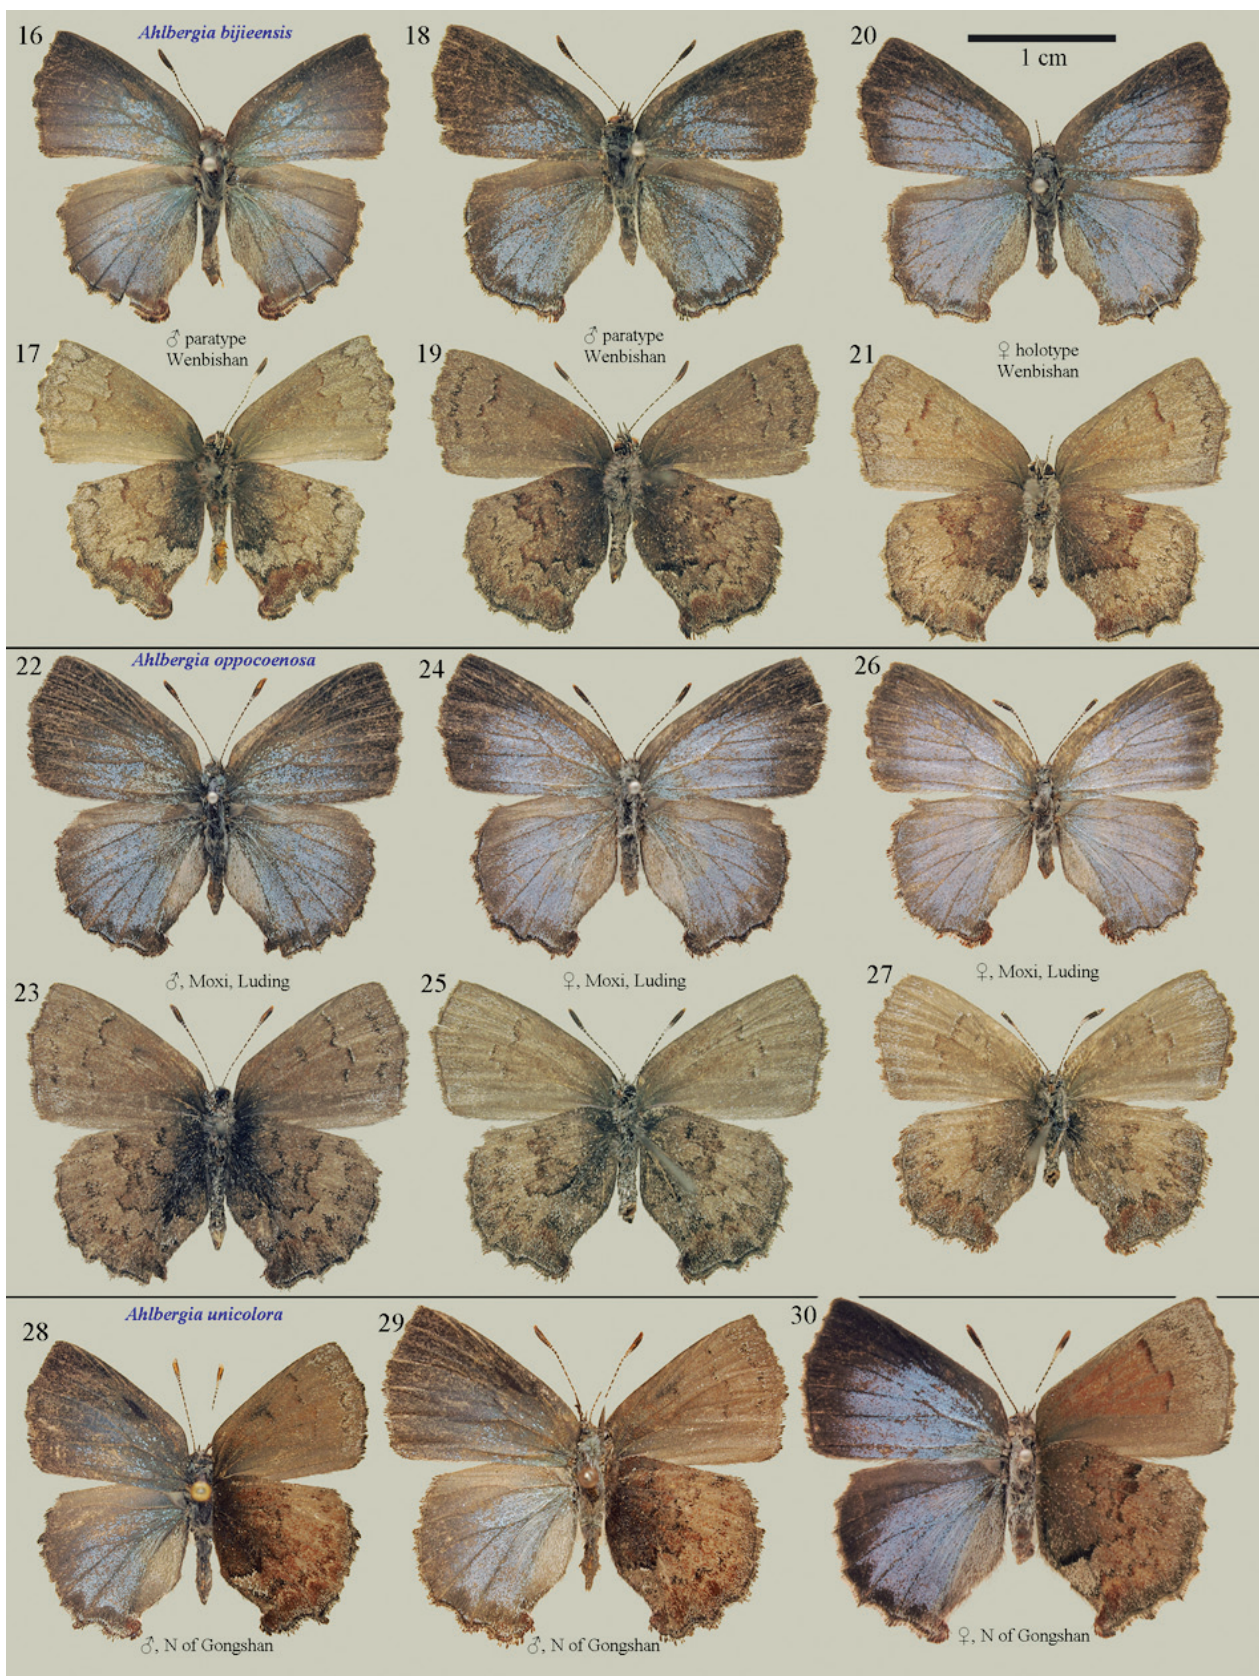 16
Ahlbergia bijieensis
18
20
1 cm
♂ paratype
Wenbishan
♂ paratype
Wenbishan
♀ holotype
Wenbishan
17
19
21
22
Ahlbergia oppocoenosa
24
26
♂, Moxi, Luding
♀, Moxi, Luding
♀, Moxi, Luding
23
25
27
28
Ahlbergia unicolora
29
30
♂, N of Gongshan
♂, N of Gongshan
♀, N of Gongshan